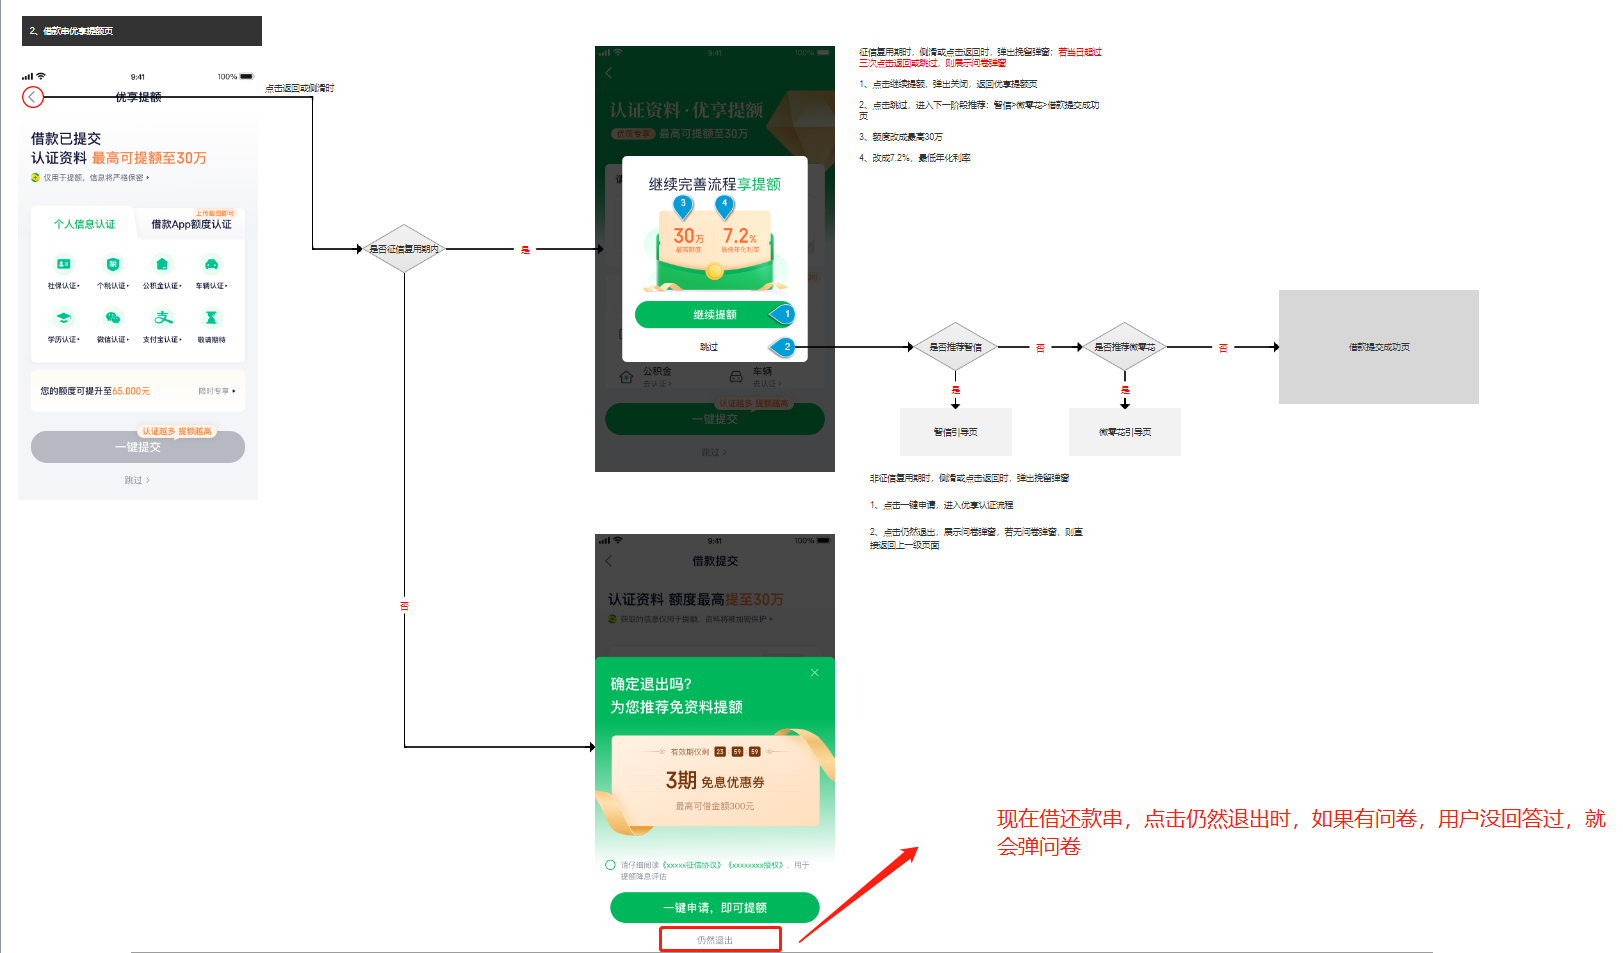 2、借款串优享提额页
9:41
100%
优享提额
点击返回或侧滑时
借款已提交
认证资料 最高可提额至30万
仅用于提额，信息将严格保密
个人信息认证
上传截图即可
借款App额度认证
社保认证
个税认证
公积金认证
车辆认证
学历认证
微信认证
支付宝认证
敬请期待
您的额度可提升至65,000元
限时专享
认证越多 提额越高
一键提交
跳过 >
是否征信复用期内
是
否
9:41
100%
认证资料·优享提额
优质专享 最高可提额至30万
继续完善流程享提额
3
4
30万
最高额度
7.2%
最低年化利率
继续提额
1
跳过
2
公积金
去认证 >
车辆
去认证 >
认证越多 提额越高
一键提交
跳过 >
征信复用期时，侧滑或点击返回时，弹出挽留弹窗；若当日超过
三次点击返回或跳过，则展示问卷弹窗
1、点击继续提额，弹出关闭，返回优享提额页
2、点击跳过，进入下一阶段推荐：智信>微零花>借款提交成功
页
3、额度改成最高30万
4、改成7.2%，最低年化利率
是否推荐智信
否
是否推荐微零花
否
借款提交成功页
是
是
智信引导页
微零花引导页
非征信复用期时，侧滑或点击返回时，弹出挽留弹窗
1、点击一键申请，进入优享认证流程
2、点击仍然退出，展示问卷弹窗，若无问卷弹窗，则直
接返回上一级页面
9:41
100%
借款提交
认证资料 额度最高提至30万
获取的信息仅用于提额，资料将被加密保护
确定退出吗?
为您推荐免资料提额
有效期仅剩 23 59 59
3期 免息优惠券
最高可借金额300元
请仔细阅读《xxxxx征信协议》《xxxxxxxx授权》，用于
提额降息评估
一键申请，即可提额
仍然退出
现在借还款串，点击仍然退出时，如果有问卷，用户没回答过，就
会弹问卷